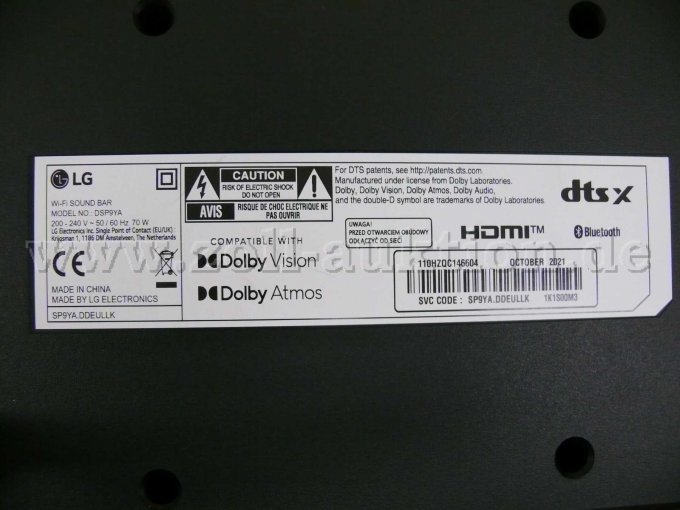 LG
Wi-Fi SOUND BAR
MODEL NO : DSP9YA
200 - 240 V ~ 50 / 60 Hz 70 W
LG Electronics Inc. Single Point of Contact (EU/UK):
Krijgsman 1, 1186 DM Amstelveen, The Netherlands
CE
MADE IN CHINA
MADE BY LG ELECTRONICS
SP9YA.DDEULLK
CAUTION
RISK OF ELECTRIC SHOCK
DO NOT OPEN
AVIS
RISQUE DE CHOC ELECTRIQUE NE
PAS OUVRIR
COMPATIBLE WITH
Dolby Vision
Dolby Atmos
For DTS patents, see http://patents.dts.com.
Manufactured under license from Dolby Laboratories.
Dolby, Dolby Vision, Dolby Atmos, Dolby Audio,
and the double-D symbol are trademarks of Dolby Laboratories.
dts X
UWAGA!
PRZED OTWARCIEM OBUDOWY
ODŁĄCZYĆ OD SIECI
HDMI™
Bluetooth
110HZQC146604 OCTOBER 2021
SVC CODE : SP9YA.DDEULLK 1K1S00M3
www.zoll-auktion.de